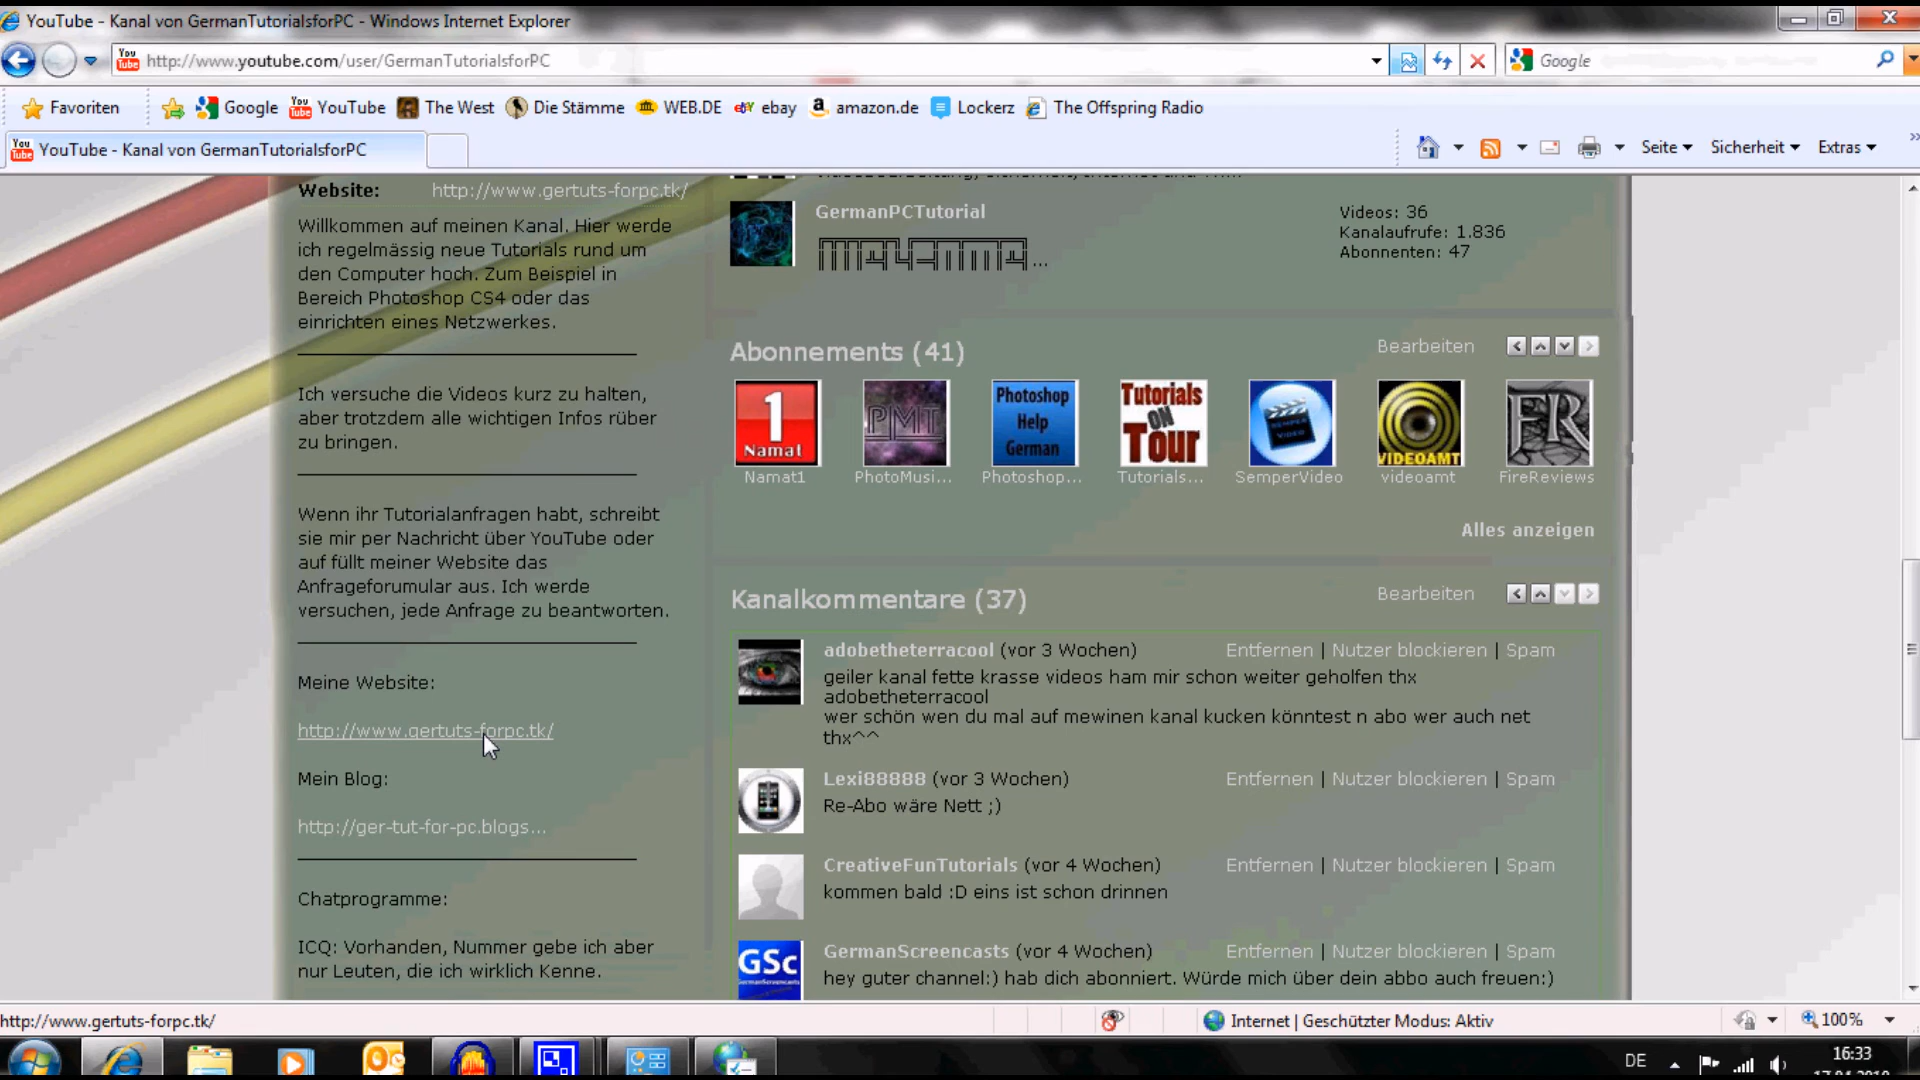 YouTube - Kanal von GermanTutorialsforPC - Windows Internet Explorer
http://www.youtube.com/user/GermanTutorialsforPC
Google
Favoriten Google YouTube The West Die Stämme WEB.DE ebay amazon.de Lockerz The Offspring Radio
YouTube - Kanal von GermanTutorialsforPC
Seite Sicherheit Extras
Website: http://www.gertuts-forpc.tk/
Willkommen auf meinen Kanal. Hier werde
ich regelmässig neue Tutorials rund um
den Computer hoch. Zum Beispiel in
Bereich Photoshop CS4 oder das
einrichten eines Netzwerkes.
Ich versuche die Videos kurz zu halten,
aber trotzdem alle wichtigen Infos rüber
zu bringen.
Wenn ihr Tutorialanfragen habt, schreibt
sie mir per Nachricht über YouTube oder
auf füllt meiner Website das
Anfrageforumular aus. Ich werde
versuchen, jede Anfrage zu beantworten.
Meine Website:
http://www.gertuts-forpc.tk/
Mein Blog:
http://ger-tut-for-pc.blogs...
Chatprogramme:
ICQ: Vorhanden, Nummer gebe ich aber
nur Leuten, die ich wirklich Kenne.
GermanPCTutorial
Videos: 36
Kanalaufrufe: 1.836
Abonnenten: 47
Abonnements (41)
Bearbeiten
1
Namat
PMT
Photoshop
Help
German
Tutorials
ON
Tour
SEMPER
VIDEO
VIDEOAMT
FR
Namat1 PhotoMusi... Photoshop... Tutorials... SemperVideo videoamt FireReviews
Alles anzeigen
Kanalkommentare (37)
Bearbeiten
adobetheterracool (vor 3 Wochen) Entfernen | Nutzer blockieren | Spam
geiler kanal fette krasse videos ham mir schon weiter geholfen thx
adobetheterracool
wer schön wen du mal auf mewinen kanal kucken könntest n abo wer auch net
thx^^
Lexi88888 (vor 3 Wochen) Entfernen | Nutzer blockieren | Spam
Re-Abo wäre Nett ;)
CreativeFunTutorials (vor 4 Wochen) Entfernen | Nutzer blockieren | Spam
kommen bald :D eins ist schon drinnen
GSc
GermanScreencasts (vor 4 Wochen) Entfernen | Nutzer blockieren | Spam
hey guter channel:) hab dich abonniert. Würde mich über dein abbo auch freuen:)
http://www.gertuts-forpc.tk/
Internet | Geschützter Modus: Aktiv
100%
DE
16:33